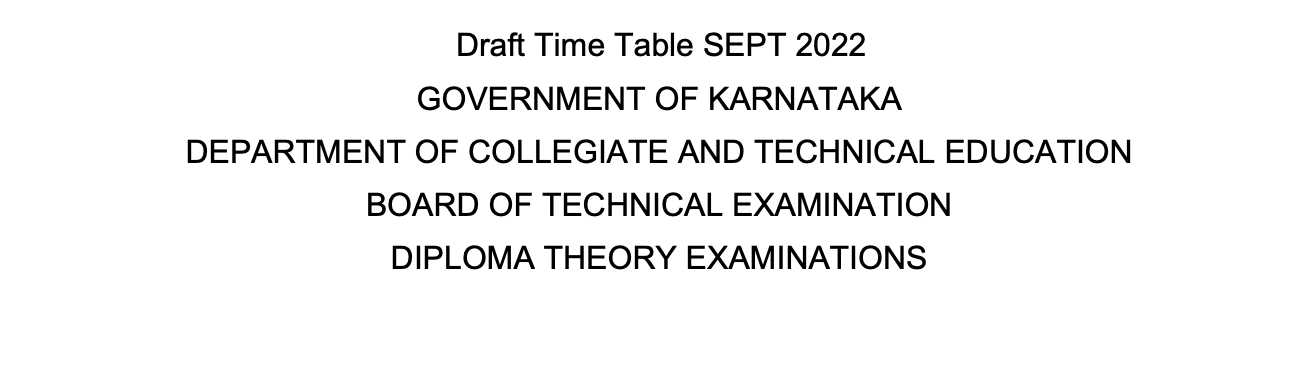 Draft Time Table SEPT 2022
GOVERNMENT OF KARNATAKA
DEPARTMENT OF COLLEGIATE AND TECHNICAL EDUCATION
BOARD OF TECHNICAL EXAMINATION
DIPLOMA THEORY EXAMINATIONS